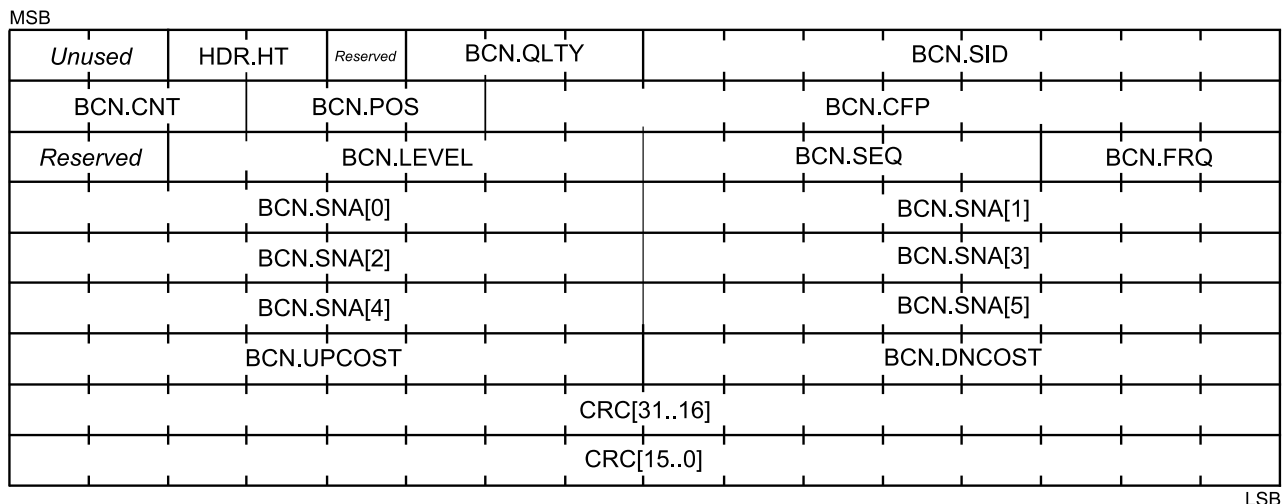 MSB
Unused HDR.HT Reserved BCN.QLTY BCN.SID
BCN.CNT BCN.POS BCN.CFP
Reserved BCN.LEVEL BCN.SEQ BCN.FRQ
BCN.SNA[0] BCN.SNA[1]
BCN.SNA[2] BCN.SNA[3]
BCN.SNA[4] BCN.SNA[5]
BCN.UPCOST BCN.DNCOST
CRC[31..16]
CRC[15..0]
LSB